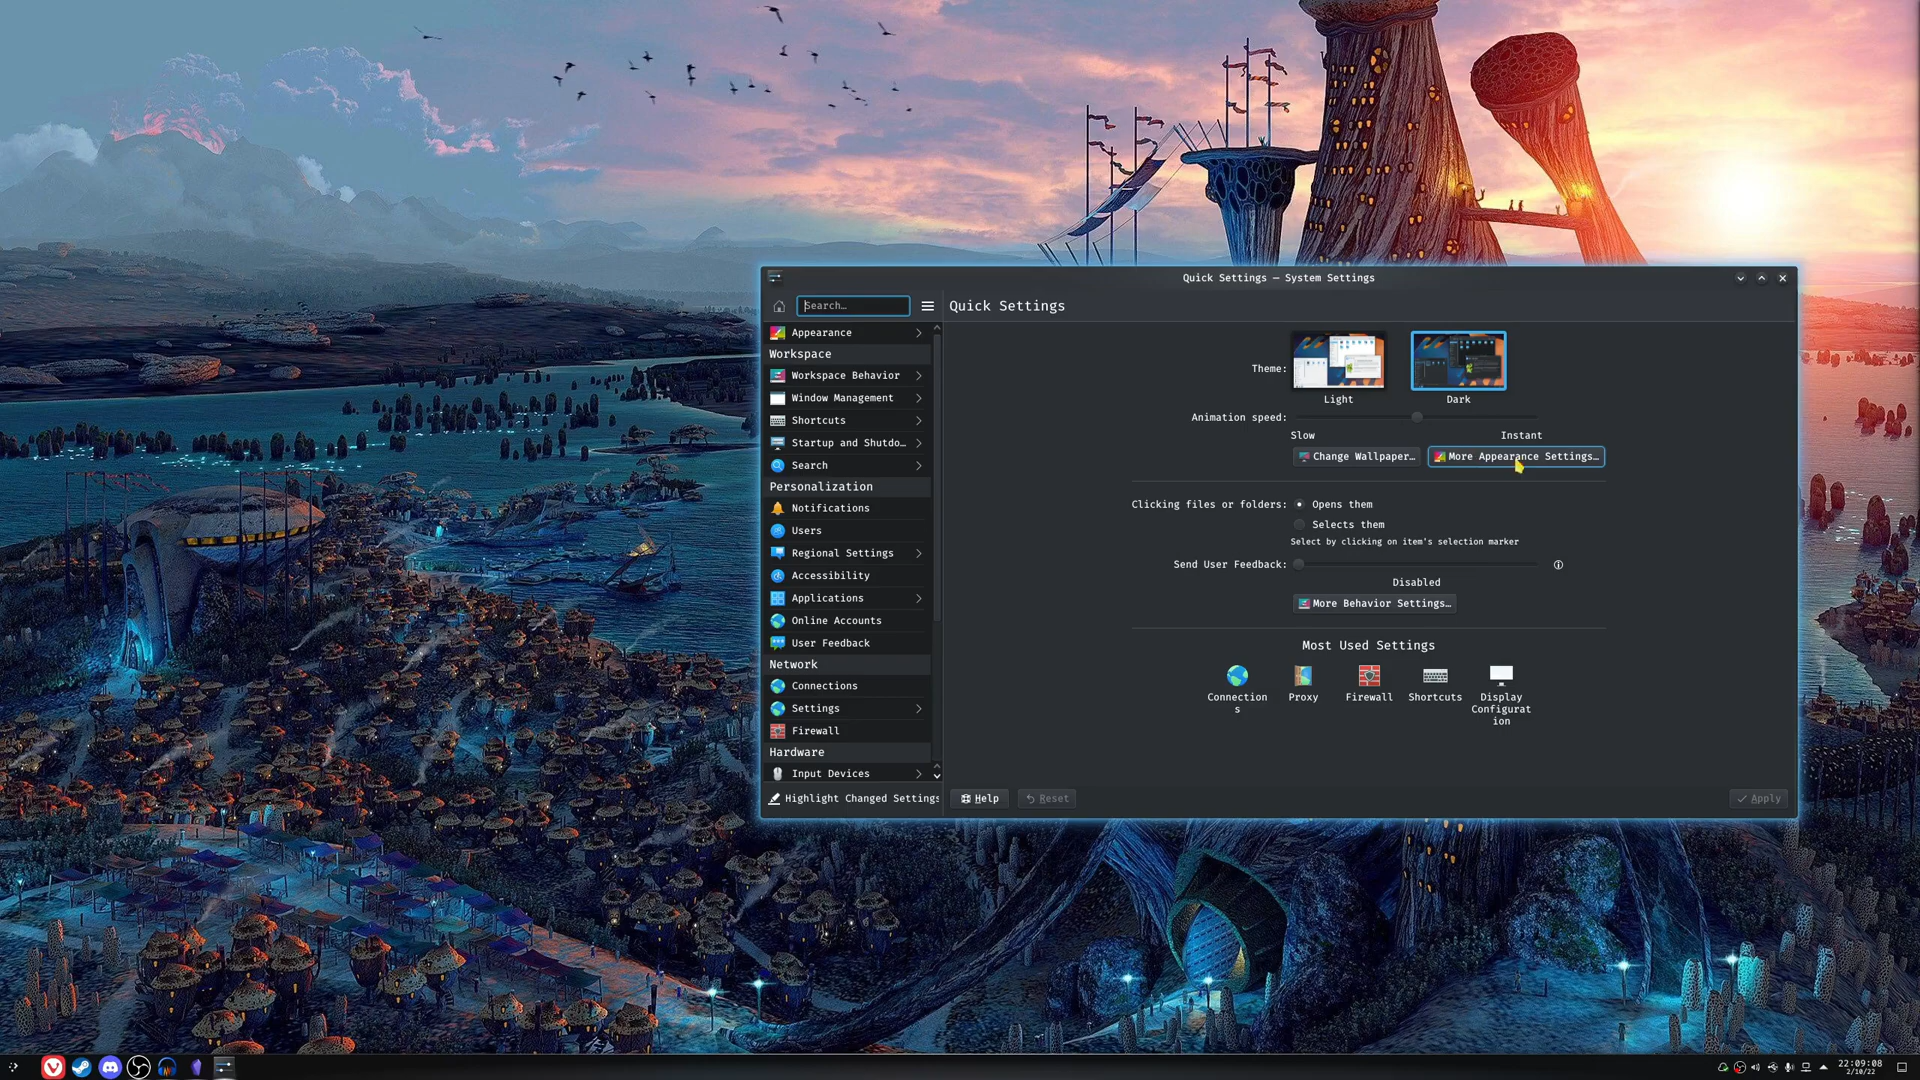 Quick Settings — System Settings
Search...
Quick Settings
Appearance
Workspace
Workspace Behavior
Window Management
Shortcuts
Startup and Shutdo...
Search
Personalization
Notifications
Users
Regional Settings
Accessibility
Applications
Online Accounts
User Feedback
Network
Connections
Settings
Firewall
Hardware
Input Devices
Highlight Changed Settings
Theme:
Light
Dark
Animation speed:
Slow
Instant
Change Wallpaper…
More Appearance Settings…
Clicking files or folders:
Opens them
Selects them
Select by clicking on item's selection marker
Send User Feedback:
Disabled
More Behavior Settings…
Most Used Settings
Connection
s
Proxy
Firewall
Shortcuts
Display
Configurat
ion
Help
Reset
Apply
22:09:08
2/10/22